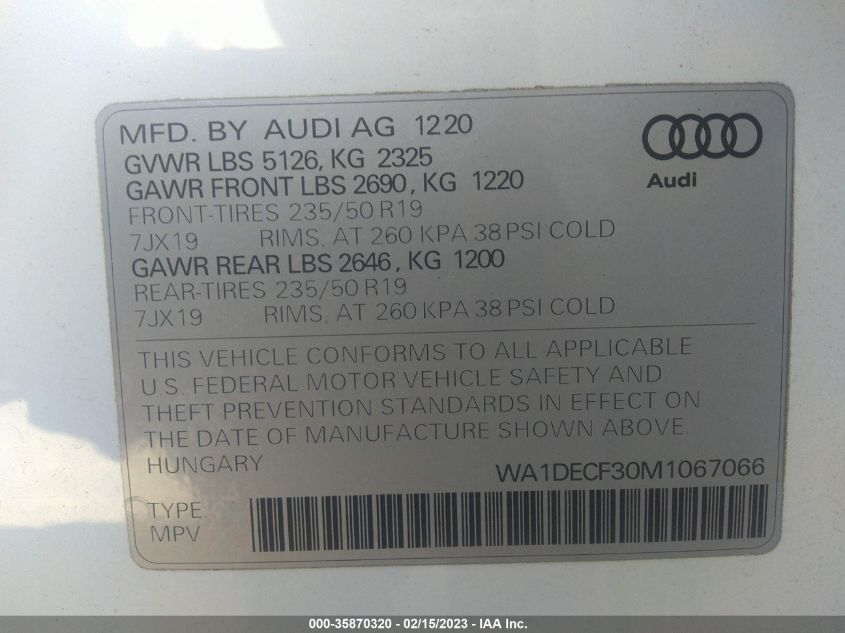 MFD. BY AUDI AG 1220
GVWR LBS 5126, KG 2325
GAWR FRONT LBS 2690, KG 1220
FRONT-TIRES 235/50 R19
7JX19 RIMS, AT 260 KPA 38 PSI COLD
GAWR REAR LBS 2646, KG 1200
REAR-TIRES 235/50 R19
7JX19 RIMS, AT 260 KPA 38 PSI COLD
Audi
THIS VEHICLE CONFORMS TO ALL APPLICABLE
U.S. FEDERAL MOTOR VEHICLE SAFETY AND
THEFT PREVENTION STANDARDS IN EFFECT ON
THE DATE OF MANUFACTURE SHOWN ABOVE.
HUNGARY WA1DECF30M1067066
TYPE
MPV
000-35870320 - 02/15/2023 - IAA Inc.